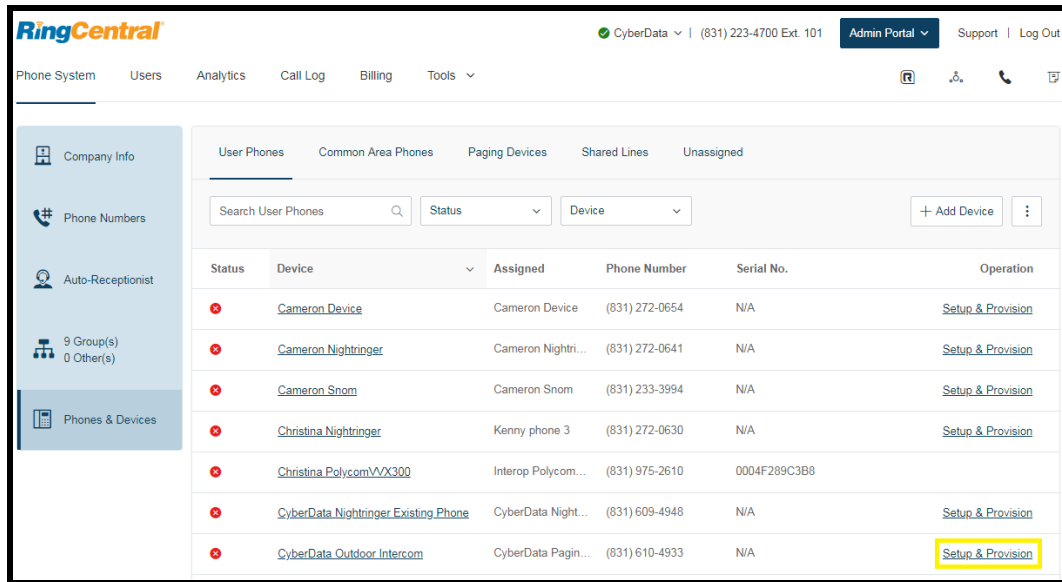 RingCentral
CyberData | (831) 223-4700 Ext. 101 Admin Portal Support | Log Out
Phone System Users Analytics Call Log Billing Tools
Company Info
Phone Numbers
Auto-Receptionist
9 Group(s)
0 Other(s)
Phones & Devices
User Phones Common Area Phones Paging Devices Shared Lines Unassigned
Search User Phones Status Device + Add Device
Status Device Assigned Phone Number Serial No. Operation
Cameron Device Cameron Device (831) 272-0654 N/A Setup & Provision
Cameron Nightringer Cameron Nightri... (831) 272-0641 N/A Setup & Provision
Cameron Snom Cameron Snom (831) 233-3994 N/A Setup & Provision
Christina Nightringer Kenny phone 3 (831) 272-0630 N/A Setup & Provision
Christina PolycomVVX300 Interop Polycom... (831) 975-2610 0004F289C3B8
CyberData Nightringer Existing Phone CyberData Night... (831) 609-4948 N/A Setup & Provision
CyberData Outdoor Intercom CyberData Pagin... (831) 610-4933 N/A Setup & Provision